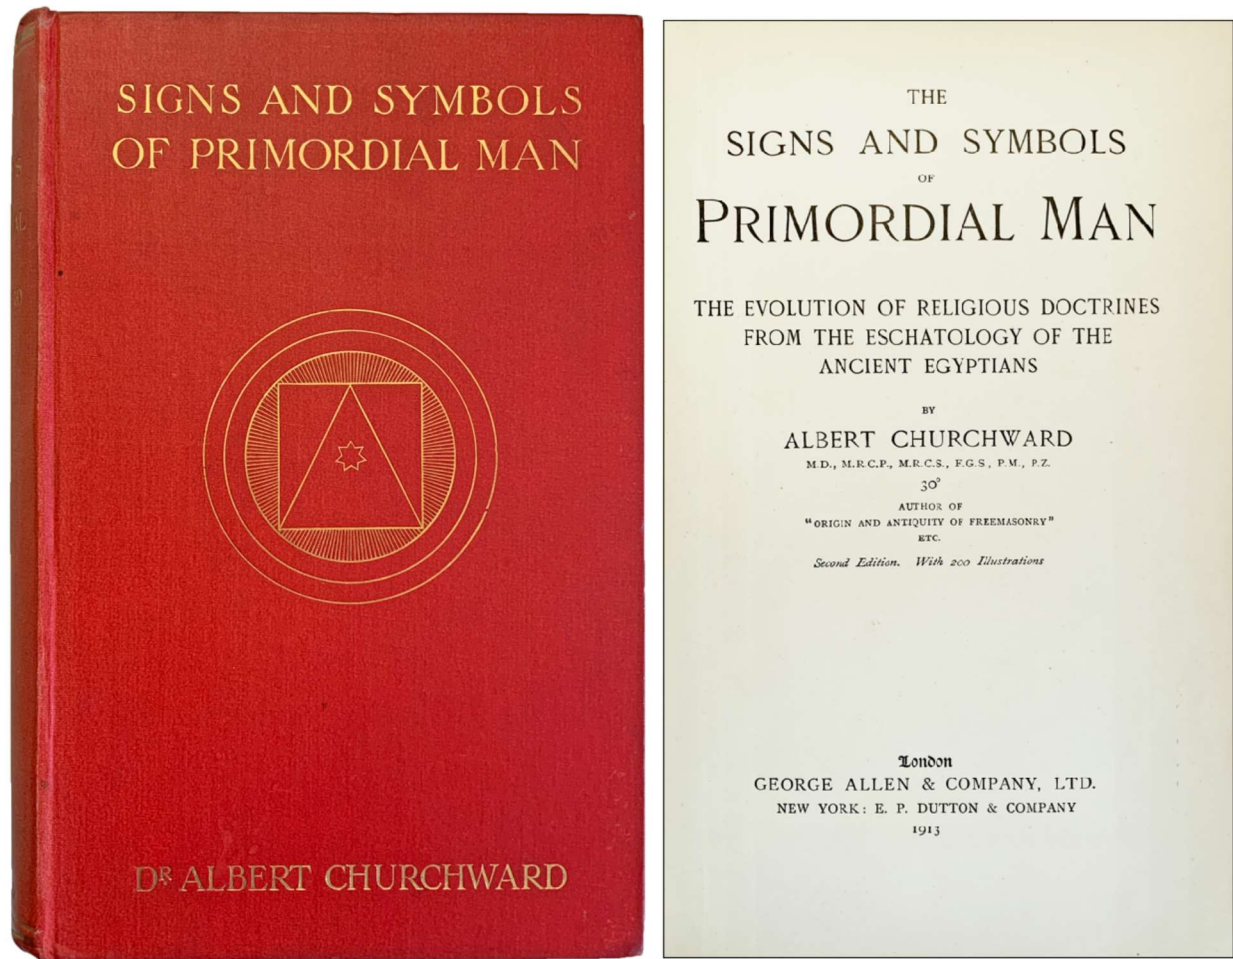 SIGNS AND SYMBOLS
OF PRIMORDIAL MAN
DR ALBERT CHURCHWARD
THE
SIGNS AND SYMBOLS
OF
PRIMORDIAL MAN
THE EVOLUTION OF RELIGIOUS DOCTRINES
FROM THE ESCHATOLOGY OF THE
ANCIENT EGYPTIANS
BY
ALBERT CHURCHWARD
M.D., M.R.C.P., M.R.C.S., F.G.S., P.M., P.Z.
30°
AUTHOR OF
"ORIGIN AND ANTIQUITY OF FREEMASONRY"
ETC.
Second Edition. With 200 Illustrations
London
GEORGE ALLEN & COMPANY, LTD.
NEW YORK: E. P. DUTTON & COMPANY
1913